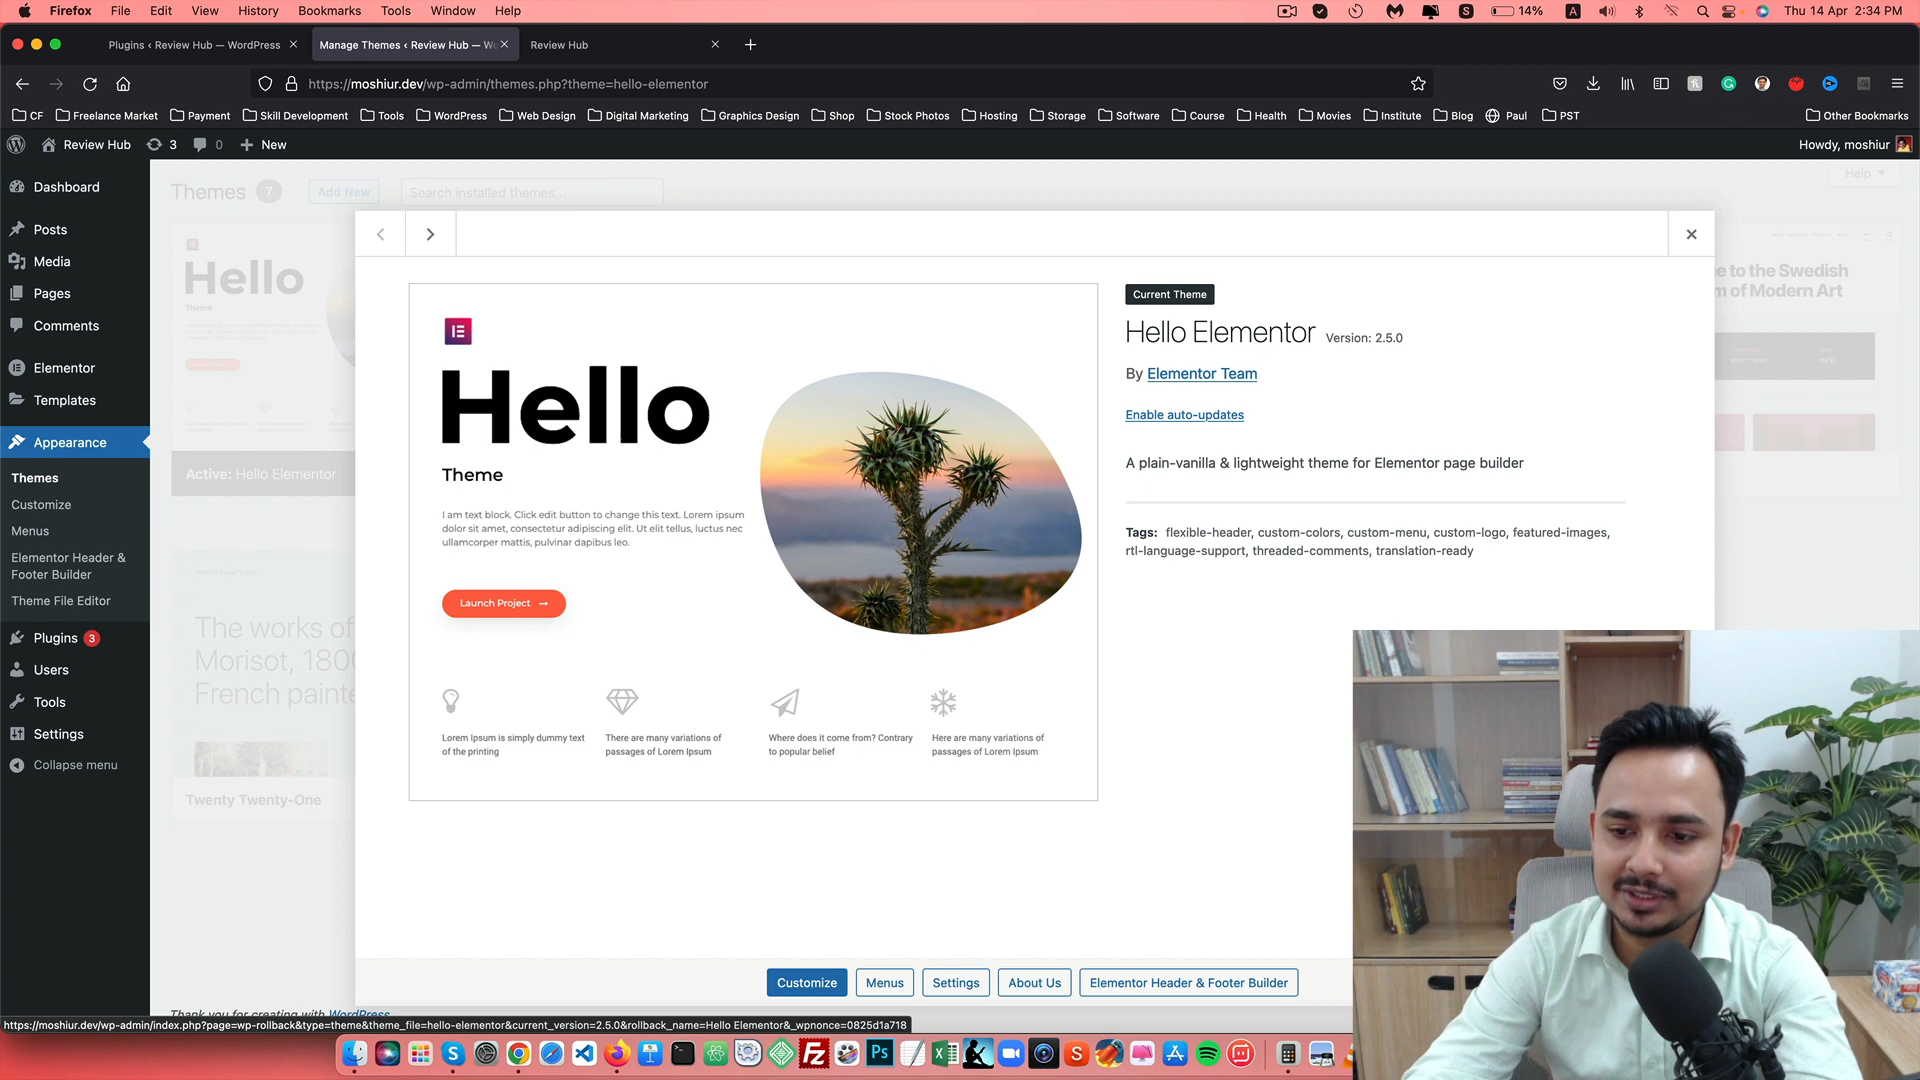 Firefox File Edit View History Bookmarks Tools Window Help
14% A Thu 14 Apr 2:34 PM
Plugins ‹ Review Hub — WordPress
Manage Themes ‹ Review Hub — Wo
Review Hub
https://moshiur.dev/wp-admin/themes.php?theme=hello-elementor
CF Freelance Market Payment Skill Development Tools WordPress Web Design Digital Marketing Graphics Design Shop Stock Photos Hosting Storage Software Course Health Movies Institute Blog Paul PST Other Bookmarks
Review Hub 3 0 New Howdy, moshiur
Dashboard
Posts
Media
Pages
Comments
Elementor
Templates
Appearance
Themes
Customize
Menus
Elementor Header &
Footer Builder
Theme File Editor
Plugins 3
Users
Tools
Settings
Collapse menu
Themes 7 Add New Search installed themes...
Help
Hello
Theme
Active: Hello Elementor
The works of
Morisot, 180
French painte
Twenty Twenty-One
e to the Swedish
m of Modern Art
Hello
Theme
I am text block. Click edit button to change this text. Lorem ipsum
dolor sit amet, consectetur adipiscing elit. Ut elit tellus, luctus nec
ullamcorper mattis, pulvinar dapibus leo.
Launch Project →
Lorem Ipsum is simply dummy text
of the printing
There are many variations of
passages of Lorem Ipsum
Where does it come from? Contrary
to popular belief
Here are many variations of
passages of Lorem Ipsum
Current Theme
Hello Elementor Version: 2.5.0
By Elementor Team
Enable auto-updates
A plain-vanilla & lightweight theme for Elementor page builder
Tags: flexible-header, custom-colors, custom-menu, custom-logo, featured-images,
rtl-language-support, threaded-comments, translation-ready
Customize Menus Settings About Us Elementor Header & Footer Builder
Thank you for creating with WordPress
https://moshiur.dev/wp-admin/index.php?page=wp-rollback&type=theme&theme_file=hello-elementor&current_version=2.5.0&rollback_name=Hello Elementor&_wpnonce=0825d1a718